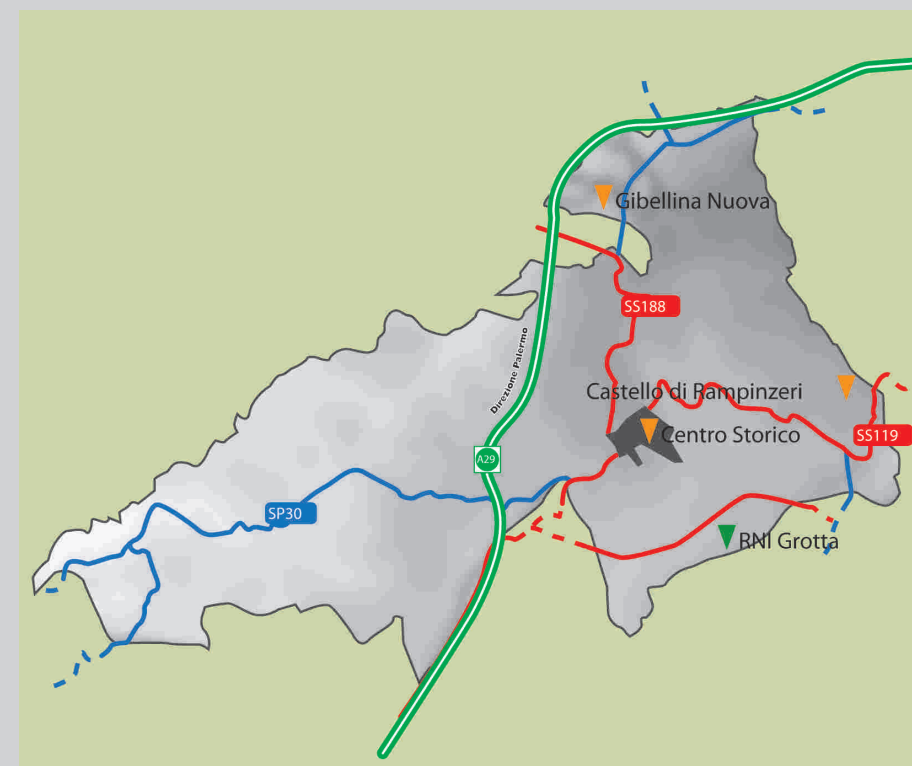 Gibellina Nuova
SS188
Direzione Palermo
Castello di Rampinzeri
Centro Storico
SS119
A29
SP30
RNI Grotta